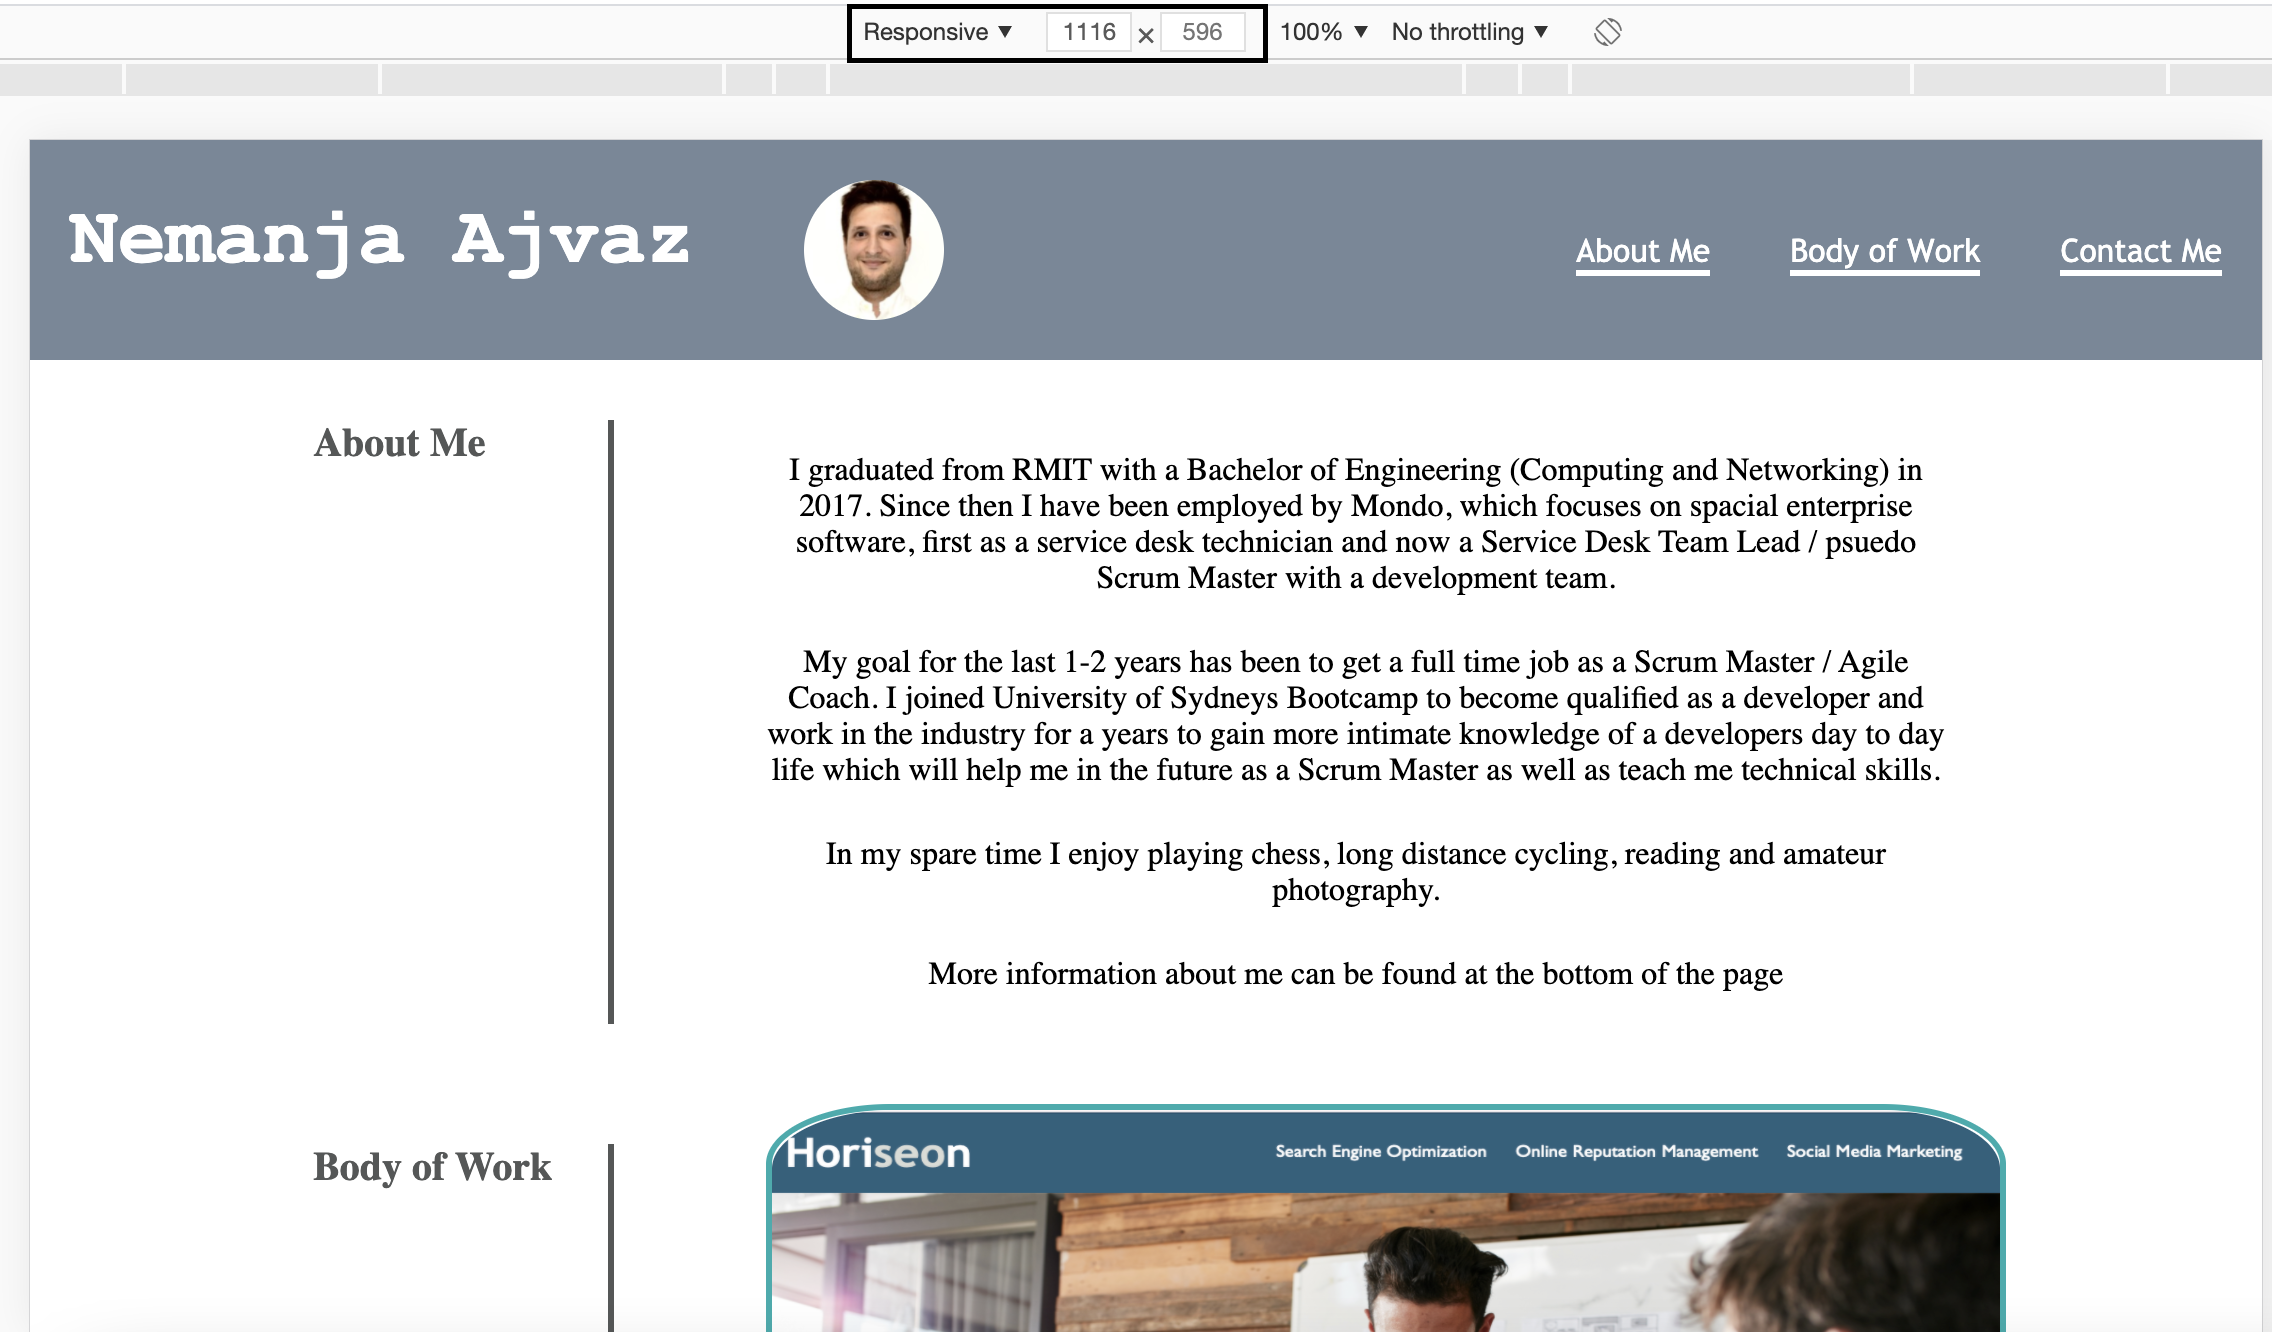 Responsive ▼ 1116 × 596 100% ▼ No throttling ▼
Nemanja Ajvaz
About Me Body of Work Contact Me
About Me
I graduated from RMIT with a Bachelor of Engineering (Computing and Networking) in
2017. Since then I have been employed by Mondo, which focuses on spacial enterprise
software, first as a service desk technician and now a Service Desk Team Lead / psuedo
Scrum Master with a development team.
My goal for the last 1-2 years has been to get a full time job as a Scrum Master / Agile
Coach. I joined University of Sydneys Bootcamp to become qualified as a developer and
work in the industry for a years to gain more intimate knowledge of a developers day to day
life which will help me in the future as a Scrum Master as well as teach me technical skills.
In my spare time I enjoy playing chess, long distance cycling, reading and amateur
photography.
More information about me can be found at the bottom of the page
Body of Work
Horiseon
Search Engine Optimization Online Reputation Management Social Media Marketing